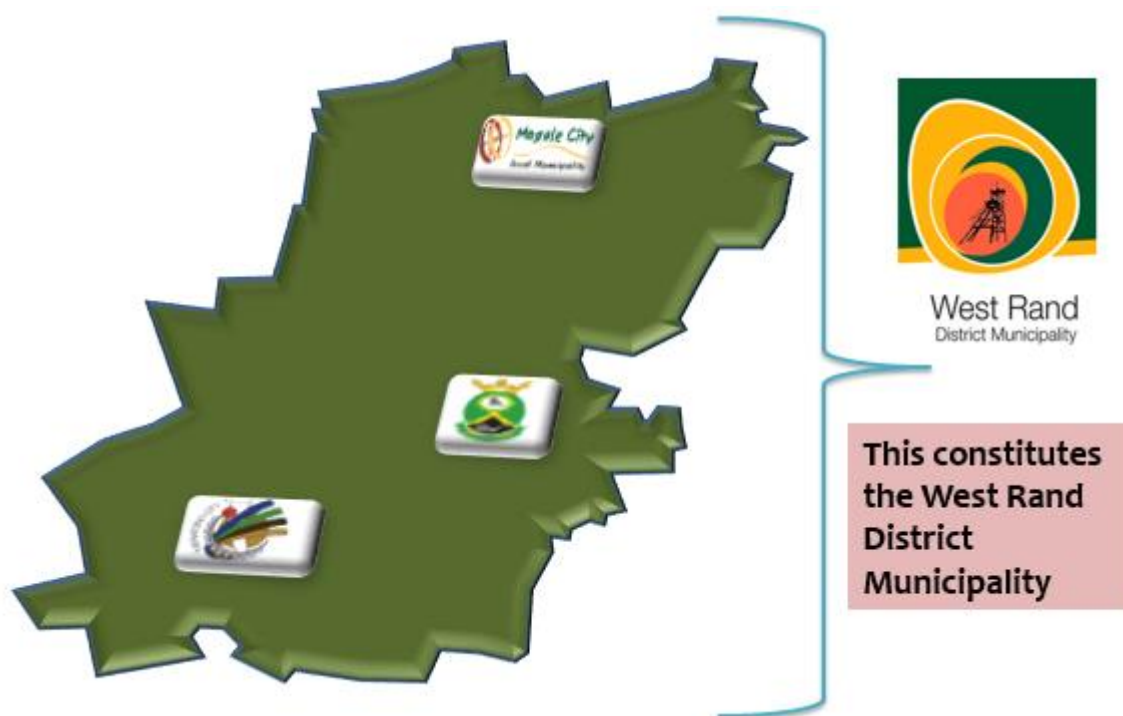 Mogale City
Local Municipality
West Rand
District Municipality
This constitutes
the West Rand
District
Municipality